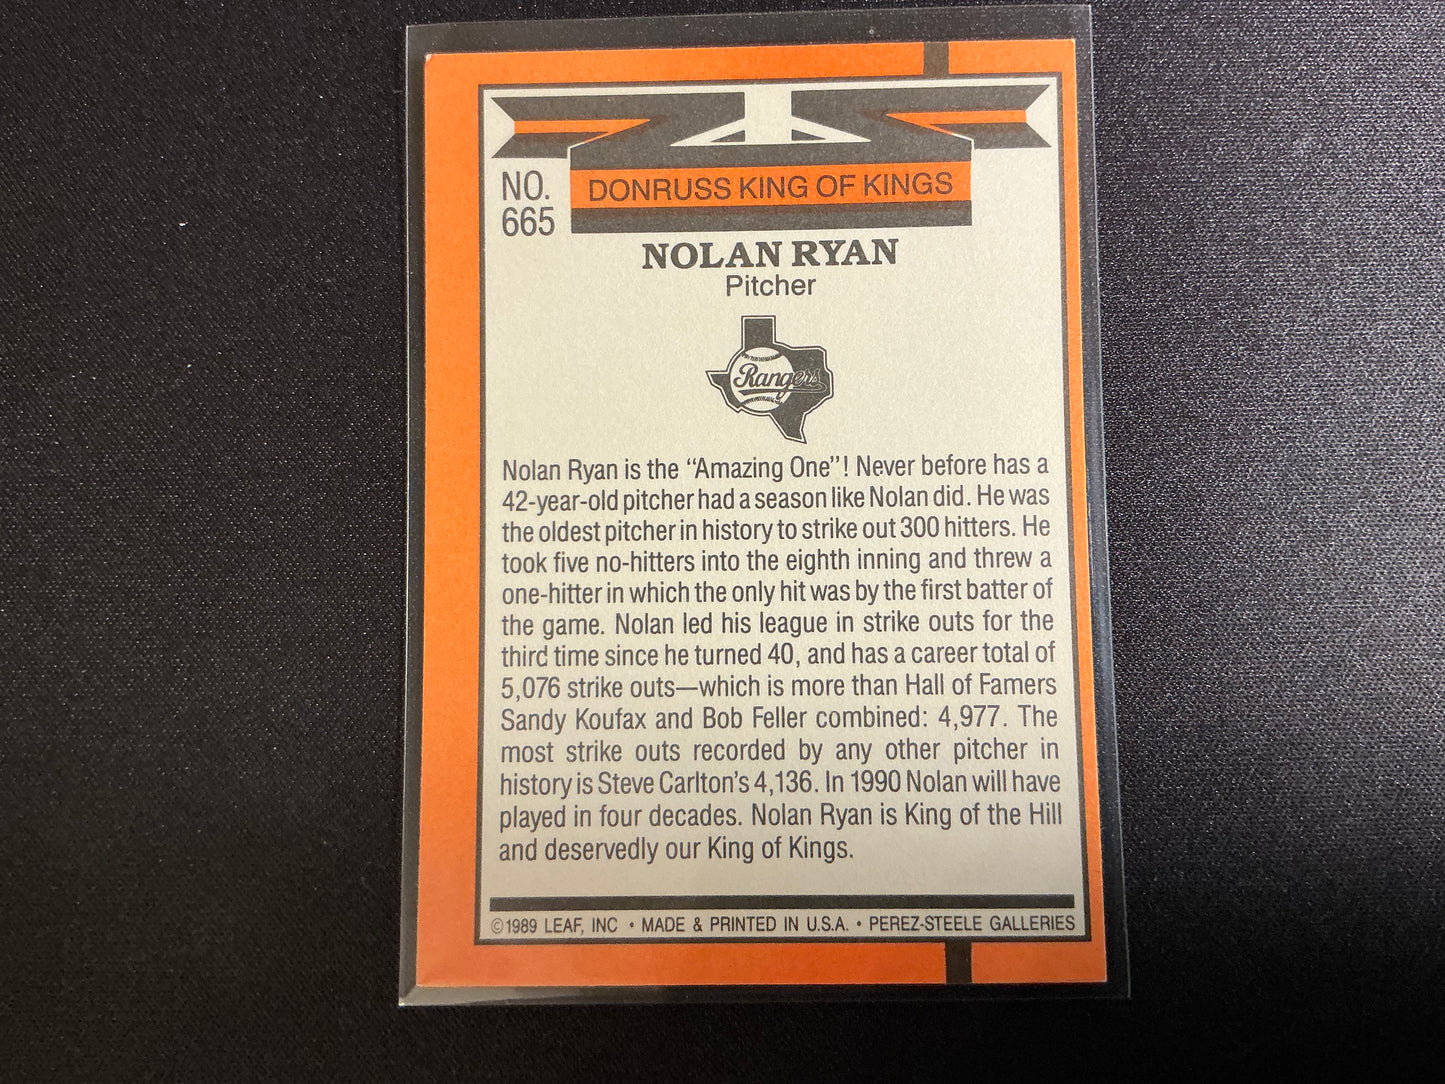 NO.
665
DONRUSS KING OF KINGS
NOLAN RYAN
Pitcher
Rangers
Nolan Ryan is the “Amazing One”! Never before has a
42-year-old pitcher had a season like Nolan did. He was
the oldest pitcher in history to strike out 300 hitters. He
took five no-hitters into the eighth inning and threw a
one-hitter in which the only hit was by the first batter of
the game. Nolan led his league in strike outs for the
third time since he turned 40, and has a career total of
5,076 strike outs—which is more than Hall of Famers
Sandy Koufax and Bob Feller combined: 4,977. The
most strike outs recorded by any other pitcher in
history is Steve Carlton’s 4,136. In 1990 Nolan will have
played in four decades. Nolan Ryan is King of the Hill
and deservedly our King of Kings.
©1989 LEAF, INC • MADE & PRINTED IN U.S.A. • PEREZ-STEELE GALLERIES